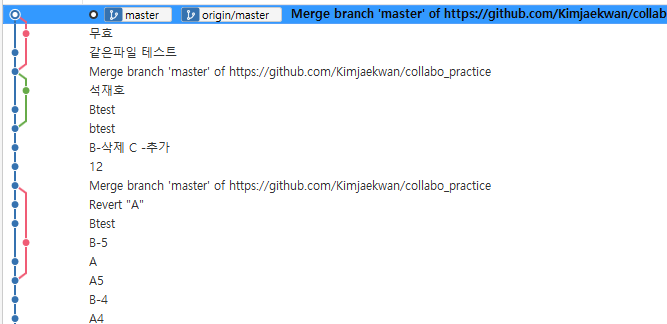 master origin/master Merge branch 'master' of https://github.com/Kimjaekwan/collab
무효
같은파일 테스트
Merge branch 'master' of https://github.com/Kimjaekwan/collabo_practice
석재호
Btest
btest
B-삭제 C -추가
12
Merge branch 'master' of https://github.com/Kimjaekwan/collabo_practice
Revert "A"
Btest
B-5
A
A5
B-4
A4